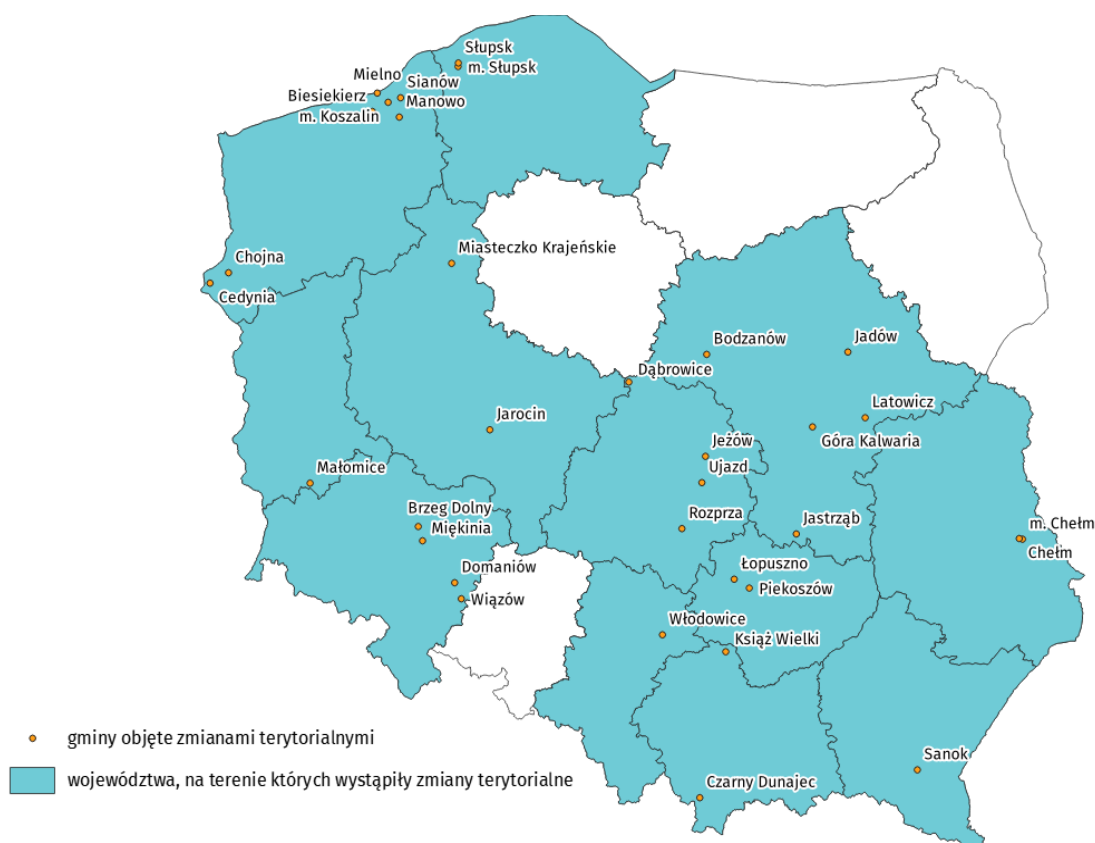 Słupsk
m. Słupsk
Mielno
Sianów
Biesiekierz
Manowo
m. Koszalin
Chojna
Cedynia
Miasteczko Krajeńskie
Bodzanów
Jadów
Dąbrowice
Latowicz
Jarocin
Góra Kalwaria
Jeżów
Ujazd
Małomice
Brzeg Dolny
Miękinia
Rozprza
Jastrząb
m. Chełm
Chełm
Domaniów
Wiązów
Łopuszno
Piekoszów
Włodowice
Książ Wielki
Sanok
Czarny Dunajec
gminy objęte zmianami terytorialnymi
województwa, na terenie których wystąpiły zmiany terytorialne